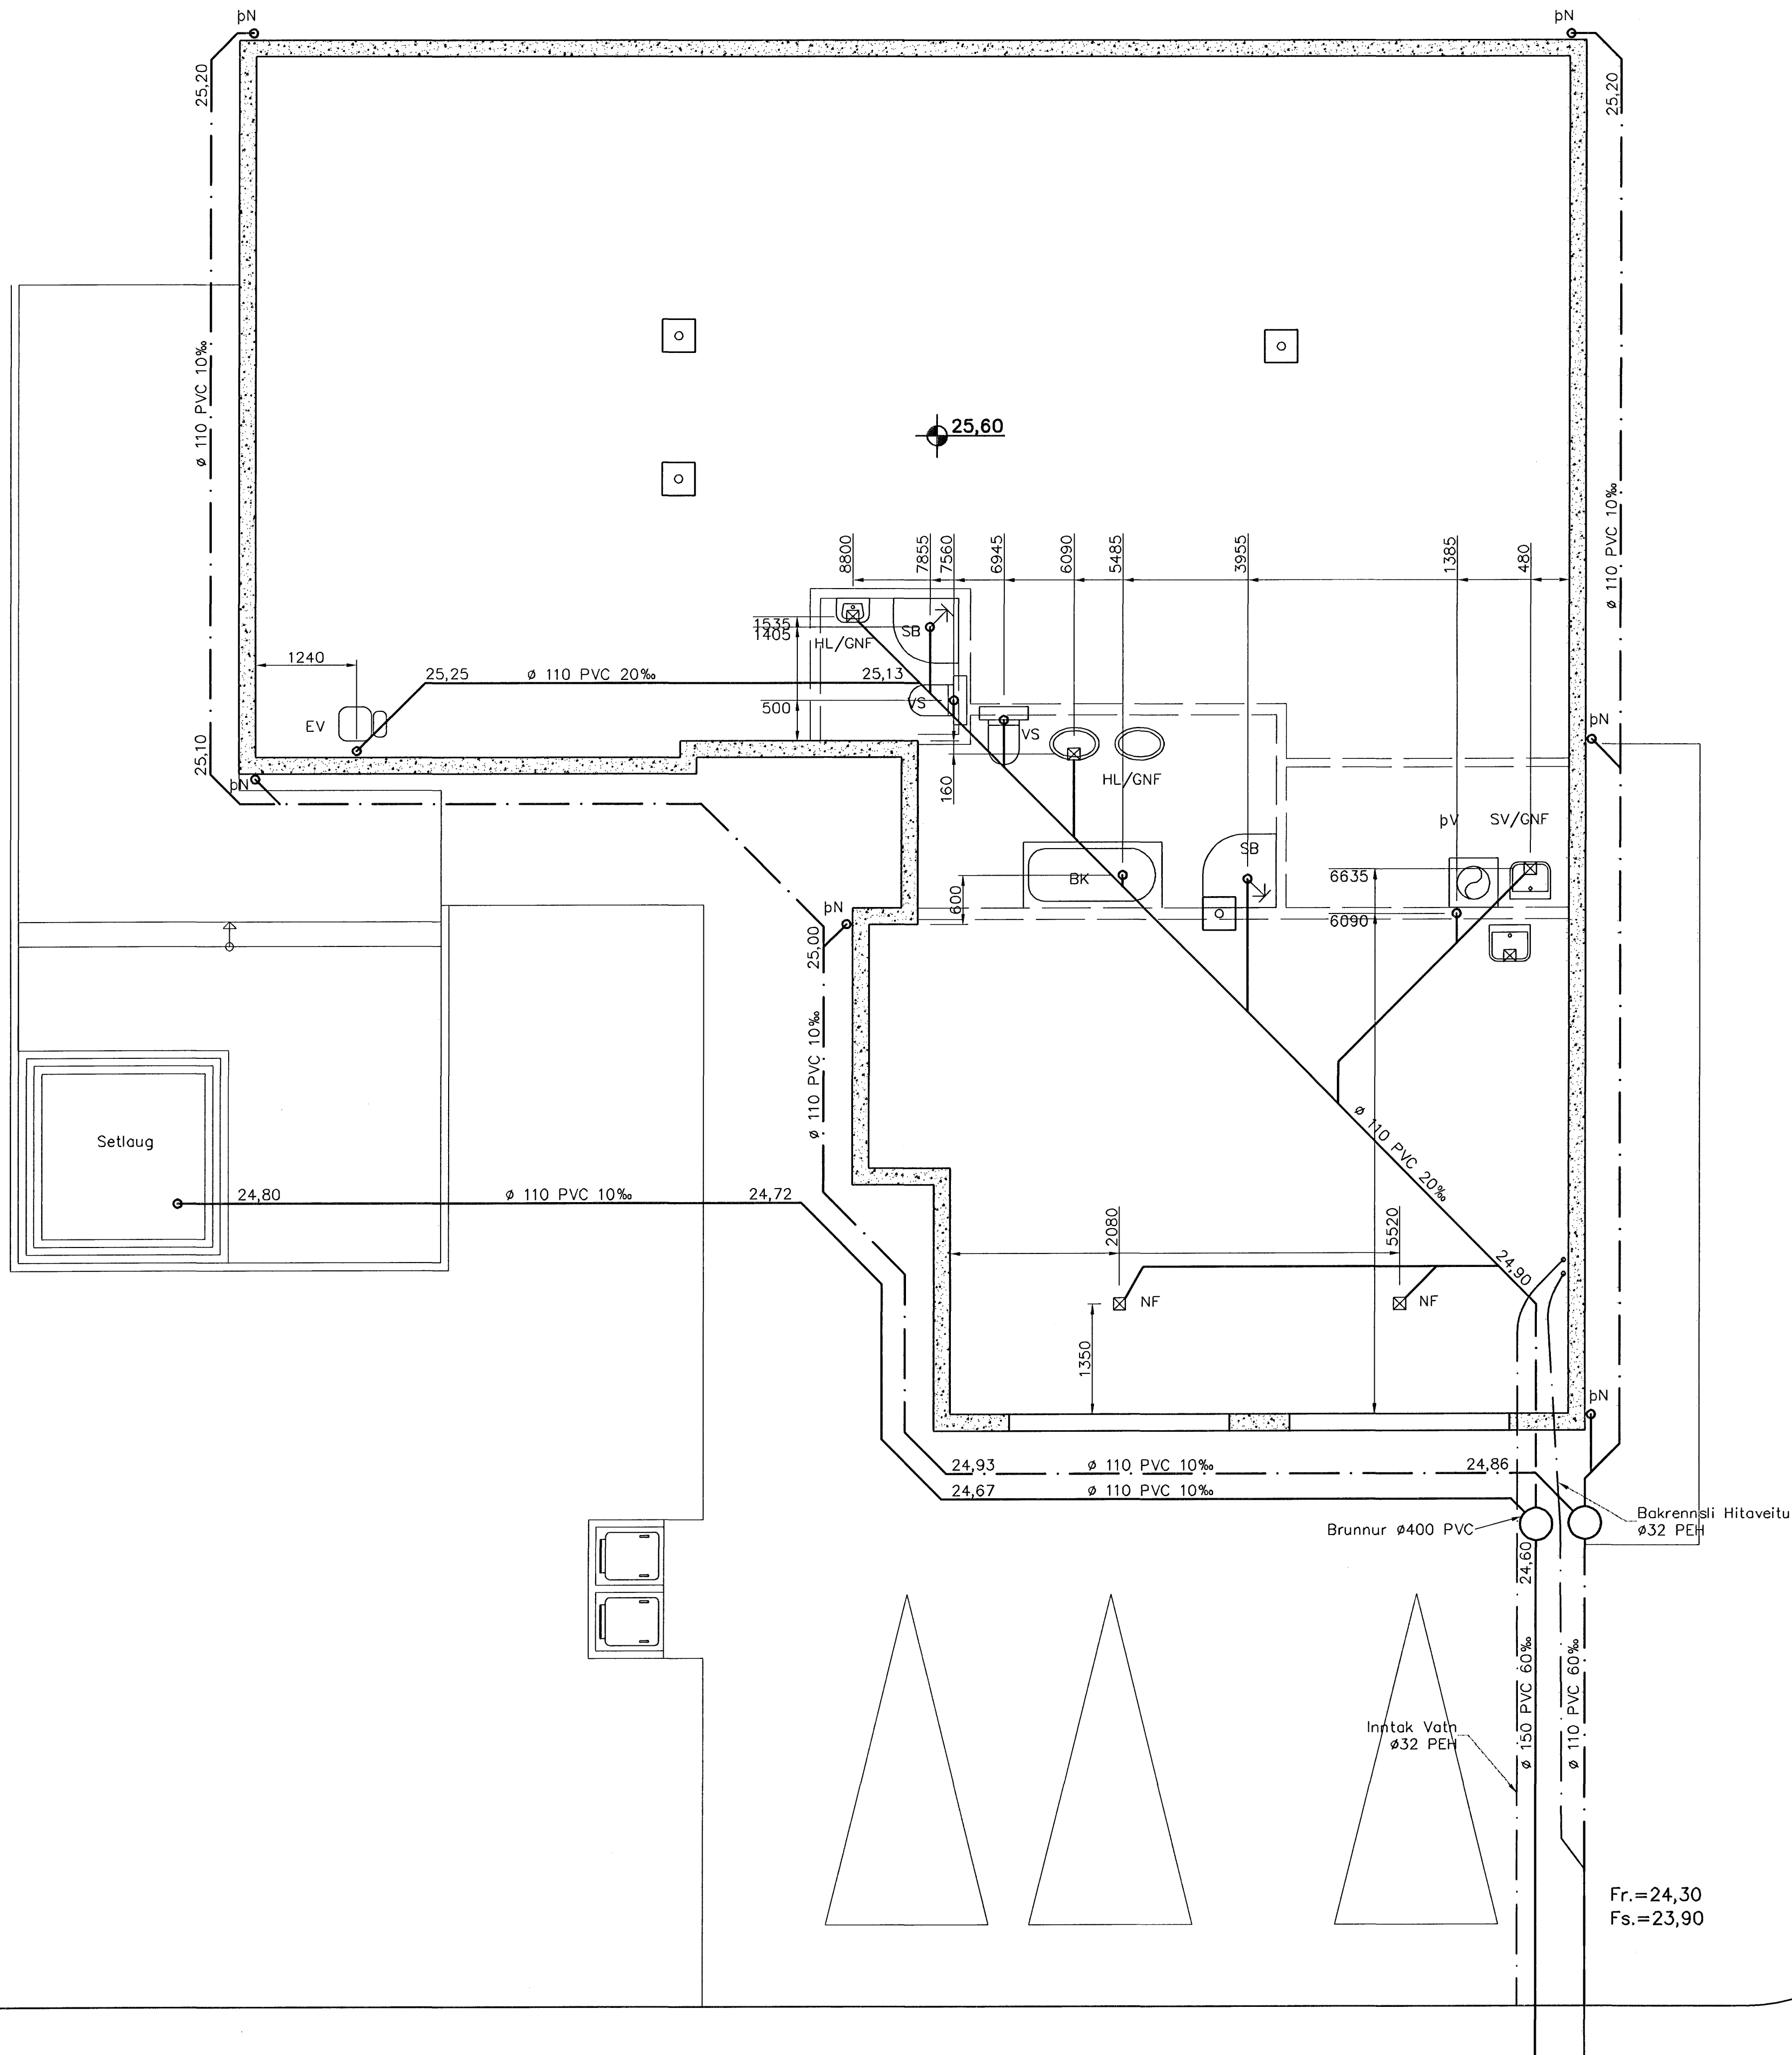 þN
þN
25,20
25,20
ø 110 PVC 10‰
ø 110 PVC 10‰
25,60
8800
7855
7560
6945
6090
5485
3955
1385
480
1535
1405
HL/GNF
SB
1240
25,25
ø 110 PVC 20‰
25,13
500
VS
EV
VS
þN
25,10
þN
160
HL/GNF
þV
SV/GNF
SB
BK
600
6635
6090
þN
25,00
ø 110 PVC 10‰
Setlaug
ø 110 PVC 20‰
24,80
ø 110 PVC 10‰
24,72
2080
5520
24,90
NF
NF
1350
þN
24,93
ø 110 PVC 10‰
24,86
24,67
ø 110 PVC 10‰
Bakrennsli Hitaveitu
ø32 PEH
Brunnur ø400 PVC
24,60
ø 150 PVC 60‰
ø 110 PVC 60‰
Inntak Vatn
ø32 PEH
Fr.=24,30
Fs.=23,90